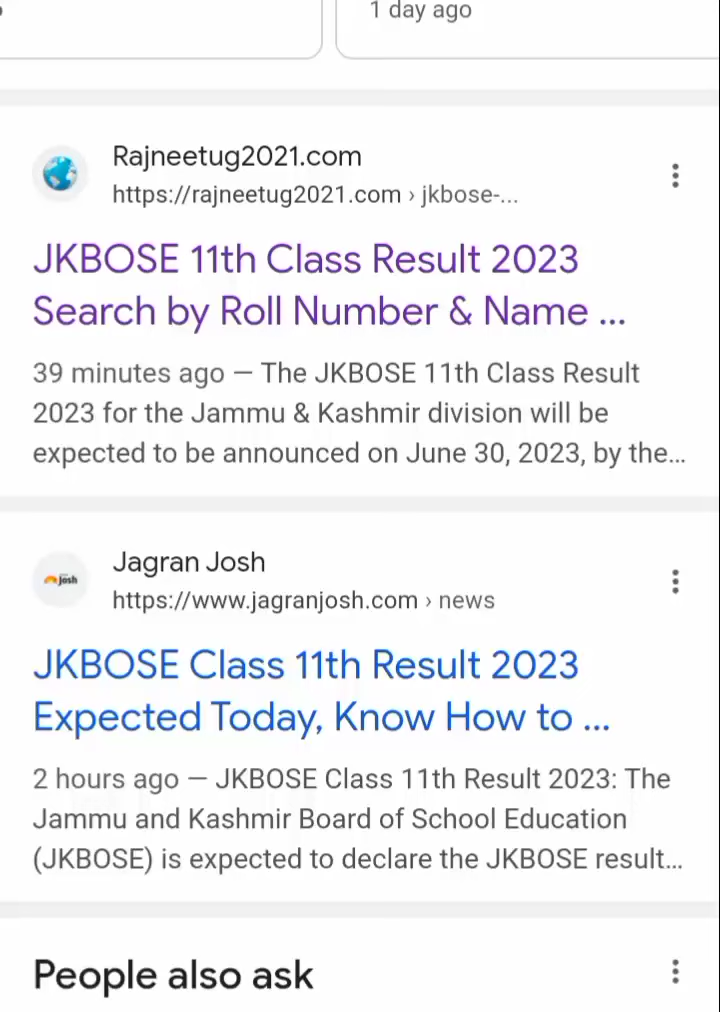 1 day ago
Rajneetug2021.com
https://rajneetug2021.com › jkbose-...
JKBOSE 11th Class Result 2023
Search by Roll Number & Name ...
39 minutes ago — The JKBOSE 11th Class Result
2023 for the Jammu & Kashmir division will be
expected to be announced on June 30, 2023, by the...
Jagran Josh
josh
https://www.jagranjosh.com › news
JKBOSE Class 11th Result 2023
Expected Today, Know How to ...
2 hours ago — JKBOSE Class 11th Result 2023: The
Jammu and Kashmir Board of School Education
(JKBOSE) is expected to declare the JKBOSE result...
People also ask